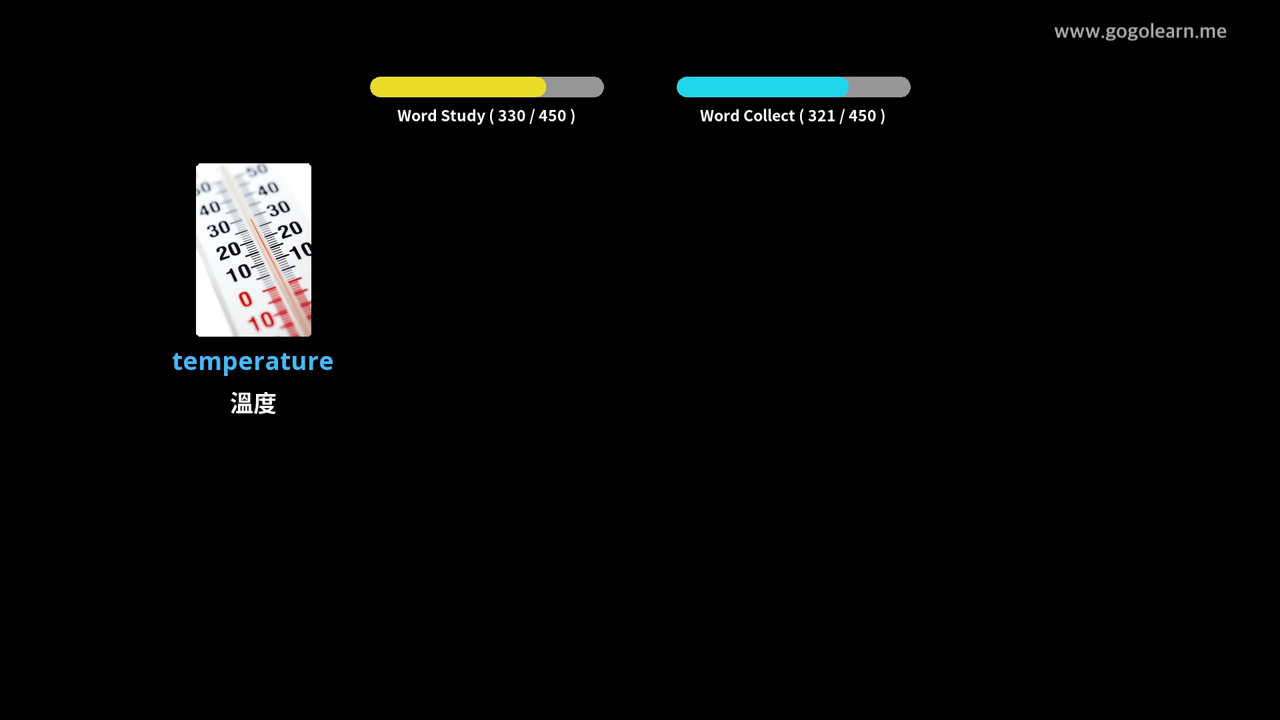 www.gogolearn.me
Word Study ( 330 / 450 )
Word Collect ( 321 / 450 )
50
50
40
40
30
30
20
20
10
10
0
10
temperature
溫度